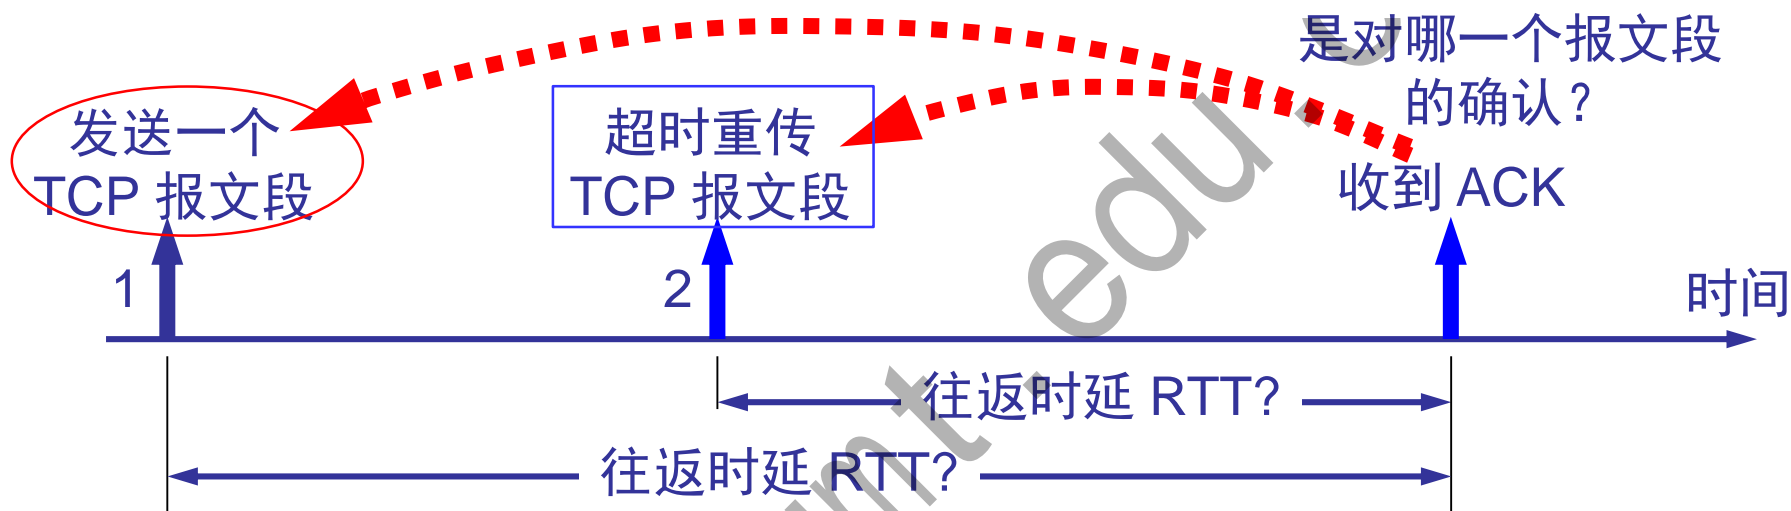 是对哪一个报文段
的确认？
发送一个
TCP 报文段
超时重传
TCP 报文段
收到 ACK
1
2
时间
往返时延 RTT?
往返时延 RTT?
mt.edu.c